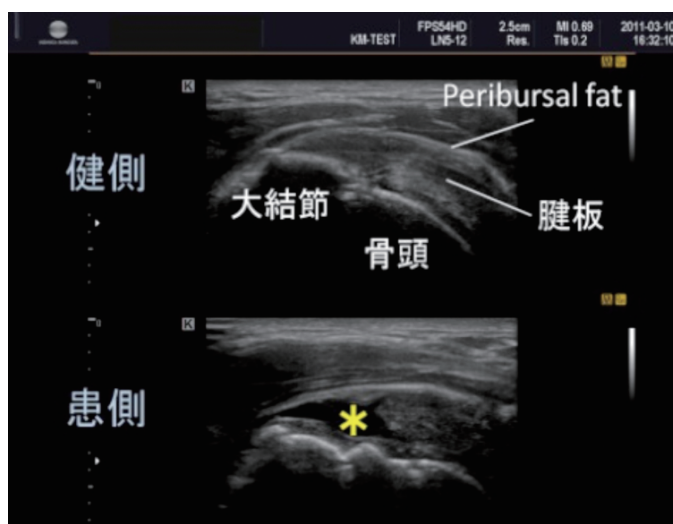 KM-TEST
FPS54HD
LN5-12
2.5cm
Res.
MI 0.69
TIs 0.2
2011-03-10
16:32:10
K
Peribursal fat
健側
大結節
腱板
骨頭
K
患側
*